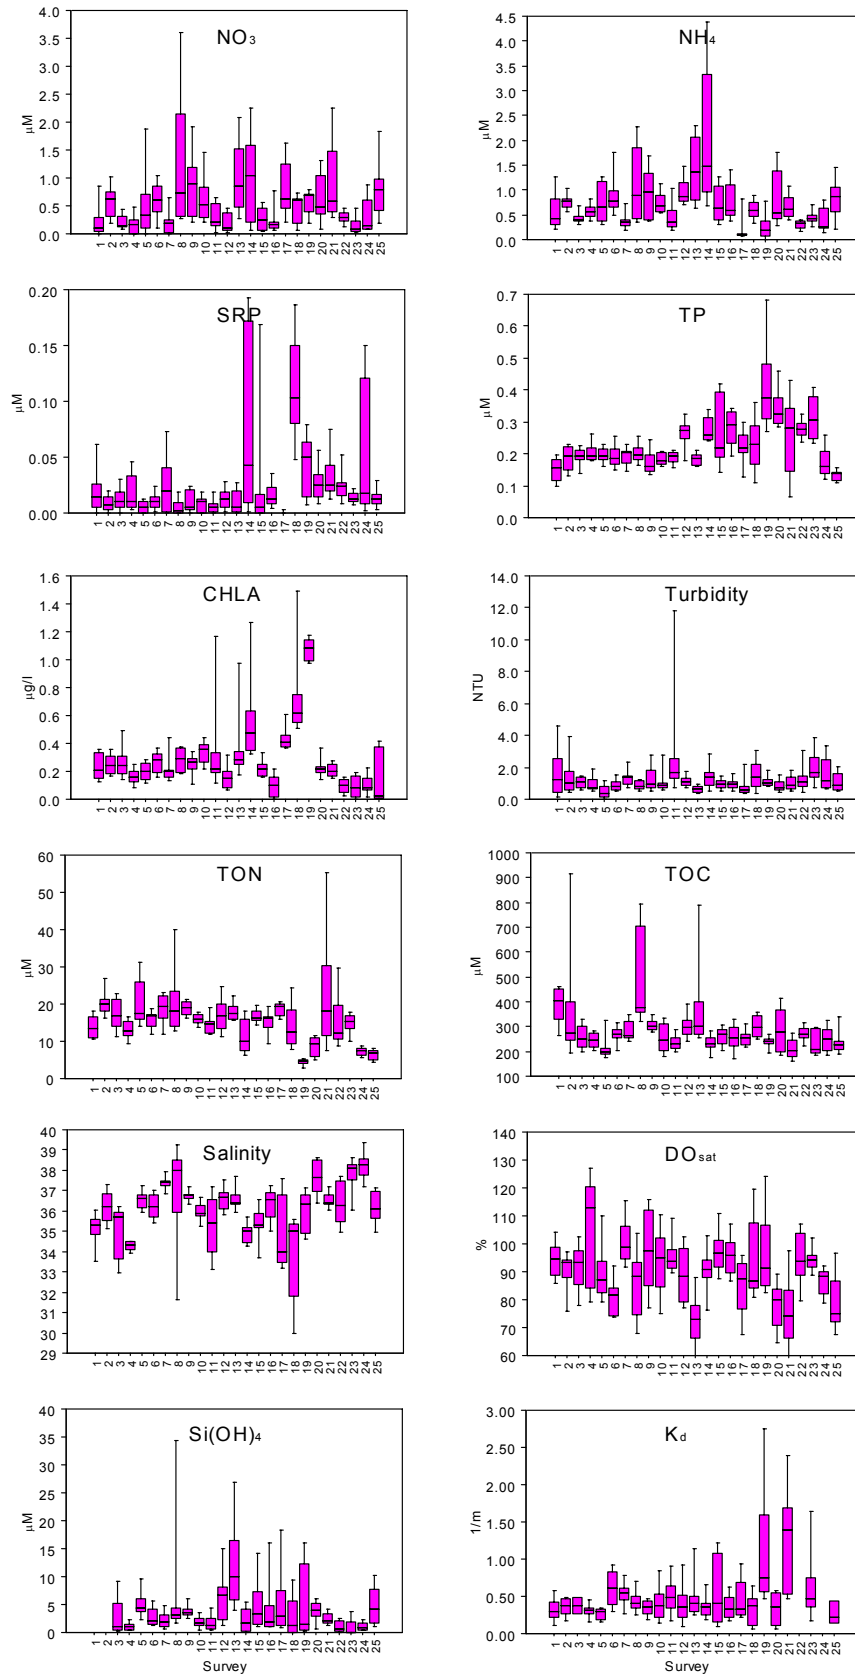 NO₃
μM
4.0
3.5
3.0
2.5
2.0
1.5
1.0
0.5
0.0
1 2 3 4 5 6 7 8 9 10 11 12 13 14 15 16 17 18 19 20 21 22 23 24 25
NH₄
μM
4.5
4.0
3.5
3.0
2.5
2.0
1.5
1.0
0.5
0.0
1 2 3 4 5 6 7 8 9 10 11 12 13 14 15 16 17 18 19 20 21 22 23 24 25
SRP
μM
0.20
0.15
0.10
0.05
0.00
1 2 3 4 5 6 7 8 9 10 11 12 13 14 15 16 17 18 19 20 21 22 23 24 25
TP
μM
0.7
0.6
0.5
0.4
0.3
0.2
0.1
0.0
1 2 3 4 5 6 7 8 9 10 11 12 13 14 15 16 17 18 19 20 21 22 23 24 25
CHLA
μg/l
1.6
1.4
1.2
1.0
0.8
0.6
0.4
0.2
0.0
1 2 3 4 5 6 7 8 9 10 11 12 13 14 15 16 17 18 19 20 21 22 23 24 25
Turbidity
NTU
14.0
12.0
10.0
8.0
6.0
4.0
2.0
0.0
1 2 3 4 5 6 7 8 9 10 11 12 13 14 15 16 17 18 19 20 21 22 23 24 25
TON
μM
60
50
40
30
20
10
0
1 2 3 4 5 6 7 8 9 10 11 12 13 14 15 16 17 18 19 20 21 22 23 24 25
TOC
μM
1000
900
800
700
600
500
400
300
200
100
1 2 3 4 5 6 7 8 9 10 11 12 13 14 15 16 17 18 19 20 21 22 23 24 25
Salinity
40
39
38
37
36
35
34
33
32
31
30
29
1 2 3 4 5 6 7 8 9 10 11 12 13 14 15 16 17 18 19 20 21 22 23 24 25
DOsat
%
140
130
120
110
100
90
80
70
60
1 2 3 4 5 6 7 8 9 10 11 12 13 14 15 16 17 18 19 20 21 22 23 24 25
Si(OH)₄
μM
40
35
30
25
20
15
10
5
0
1 2 3 4 5 6 7 8 9 10 11 12 13 14 15 16 17 18 19 20 21 22 23 24 25
Survey
Kd
1/m
3.00
2.50
2.00
1.50
1.00
0.50
0.00
1 2 3 4 5 6 7 8 9 10 11 12 13 14 15 16 17 18 19 20 21 22 23 24 25
Survey